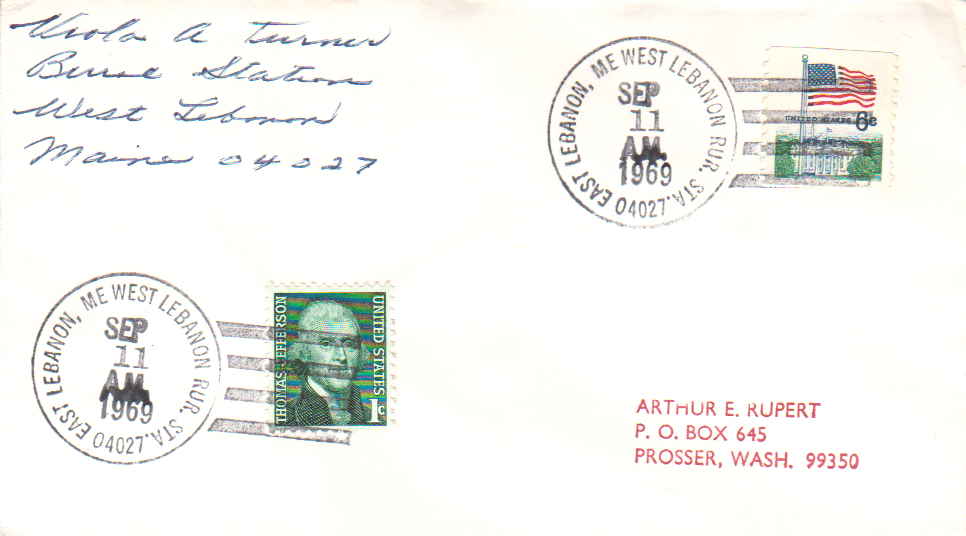 Viola A Turner
Station
West Lebanon
Maine 04027
EAST LEBANON, ME WEST LEBANON RUR. STA. 04027
SEP
11
A.M.
1969
UNITED STATES 6c
EAST LEBANON, ME WEST LEBANON RUR. STA. 04027
SEP
11
A.M.
1969
THOMAS JEFFERSON
UNITED STATES
1c
ARTHUR E. RUPERT
P. O. BOX 645
PROSSER, WASH. 99350